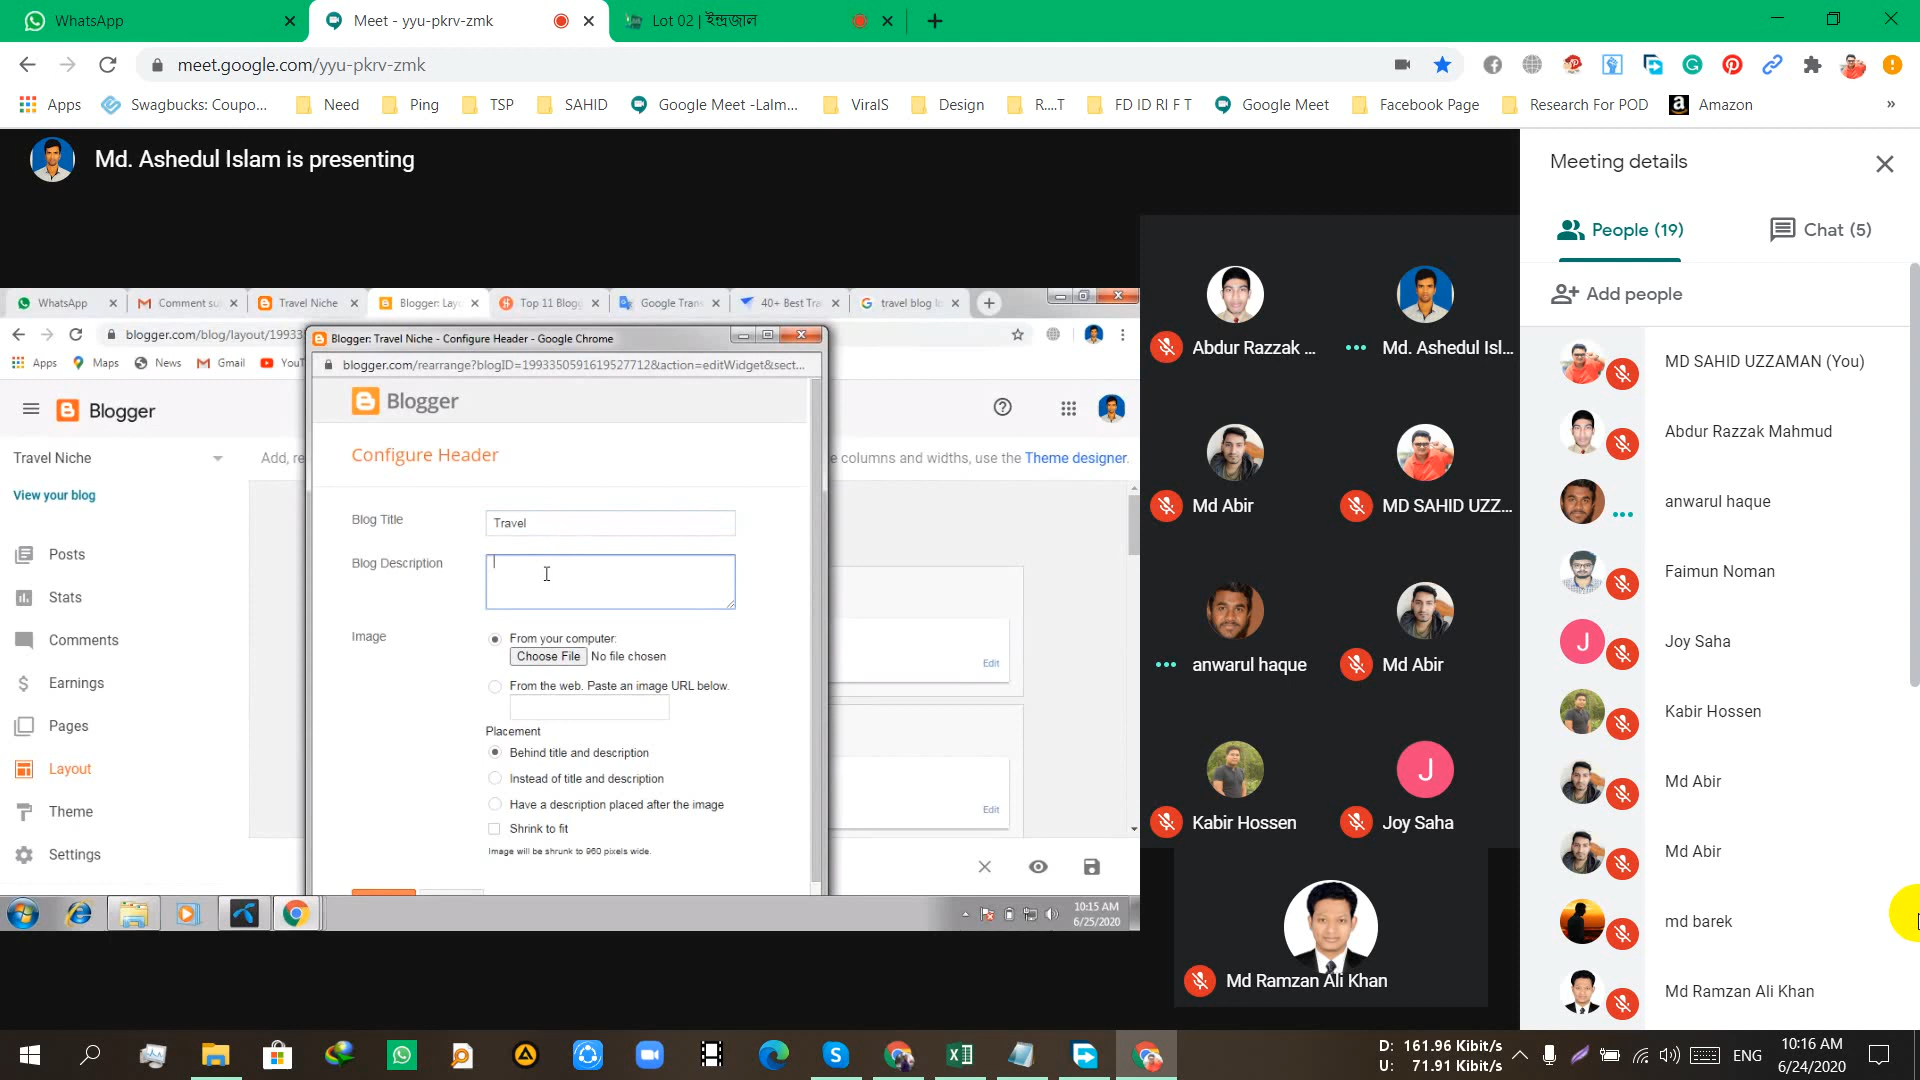 WhatsApp
Meet - yyu-pkrv-zmk
Lot 02 | ইন্দ্রজাল
meet.google.com/yyu-pkrv-zmk
Apps
Swagbucks: Coupo...
Need
Ping
TSP
SAHID
Google Meet -Lalm...
ViralS
Design
R....T
FD ID RI F T
Google Meet
Facebook Page
Research For POD
Amazon
»
Md. Ashedul Islam is presenting
WhatsApp
Comment su
Travel Niche
Blogger: Lay
Top 11 Blogg
Google Trans
40+ Best Tra
travel blog l
blogger.com/blog/layout/19933
Apps
Maps
News
Gmail
YouT
Blogger
Travel Niche
View your blog
Posts
Stats
Comments
Earnings
Pages
Layout
Theme
Settings
Add, re
e columns and widths, use the Theme designer.
Edit
Edit
Blogger: Travel Niche - Configure Header - Google Chrome
blogger.com/rearrange?blogID=1993350591619527712&action=editWidget&sect...
Blogger
Configure Header
Blog Title
Travel
Blog Description
Image
From your computer:
Choose File No file chosen
From the web. Paste an image URL below.
Placement
Behind title and description
Instead of title and description
Have a description placed after the image
Shrink to fit
Image will be shrunk to 960 pixels wide.
10:15 AM
6/25/2020
Abdur Razzak ...
Md. Ashedul Isl...
Md Abir
MD SAHID UZZ...
anwarul haque
Md Abir
Kabir Hossen
J
Joy Saha
Md Ramzan Ali Khan
Meeting details
People (19)
Chat (5)
Add people
MD SAHID UZZAMAN (You)
Abdur Razzak Mahmud
anwarul haque
Faimun Noman
J
Joy Saha
Kabir Hossen
Md Abir
Md Abir
md barek
Md Ramzan Ali Khan
D: 161.96 Kibit/s
U: 71.91 Kibit/s
ENG
10:16 AM
6/24/2020